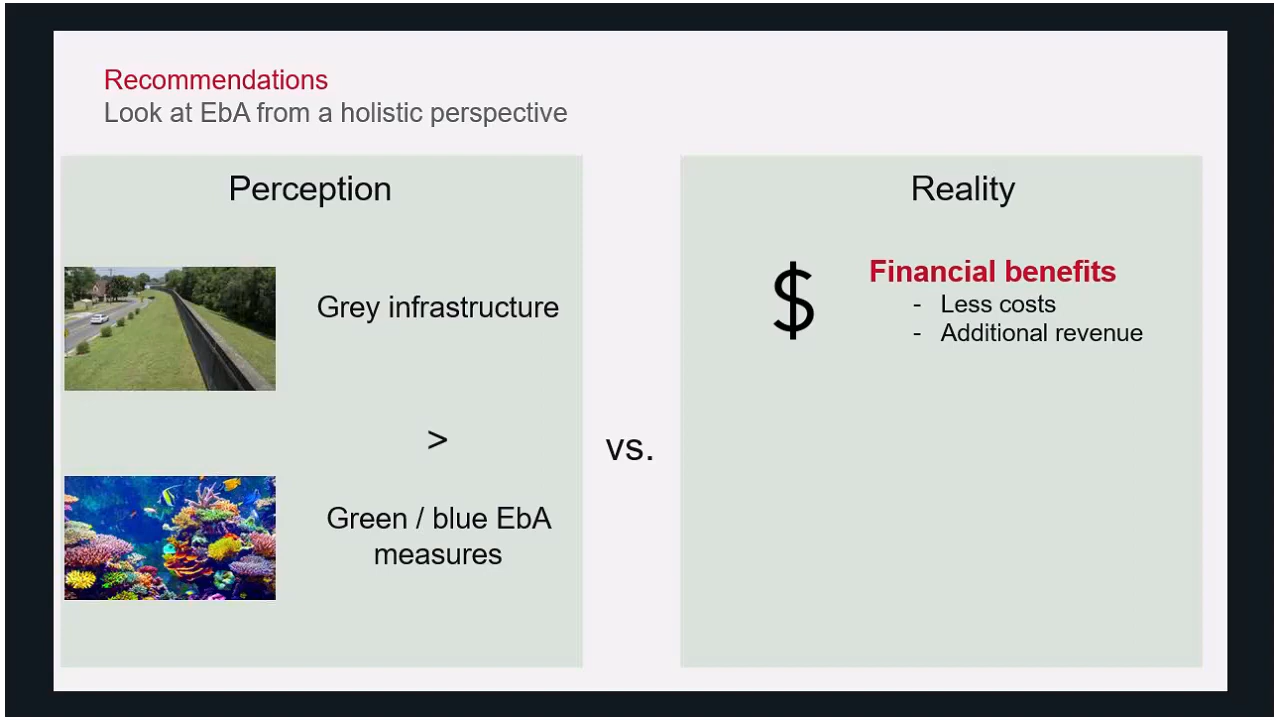 Recommendations
Look at EbA from a holistic perspective
Perception
Grey infrastructure
>
Green / blue EbA
measures
vs.
Reality
$
Financial benefits
- Less costs
- Additional revenue